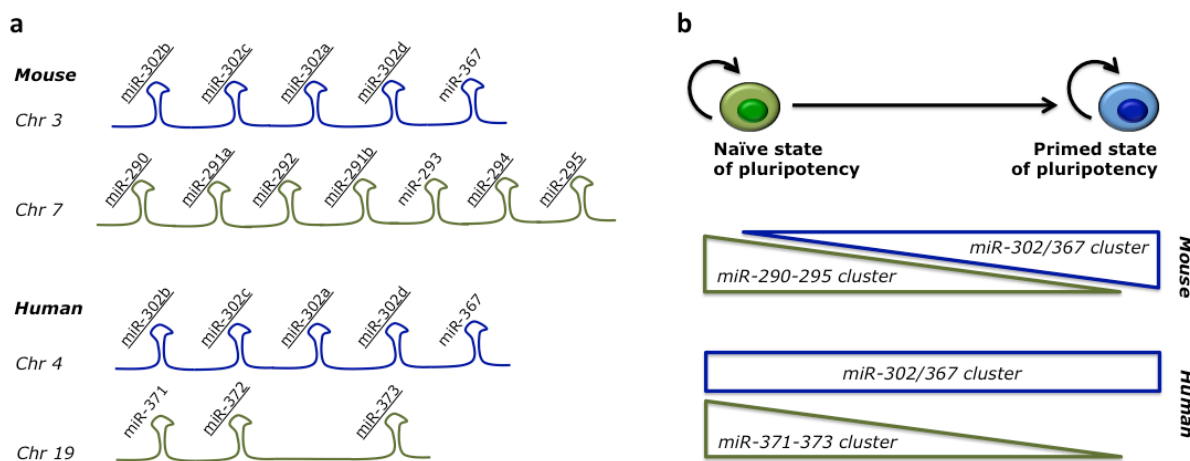 a
miR-302b miR-302c miR-302a miR-302d miR-367
Mouse
Chr 3
miR-290 miR-291a miR-292 miR-291b miR-293 miR-294 miR-295
Chr 7
miR-302b miR-302c miR-302a miR-302d miR-367
Human
Chr 4
miR-371 miR-372 miR-373
Chr 19
b
Naïve state
of pluripotency
Primed state
of pluripotency
miR-302/367 cluster
miR-290-295 cluster
Mouse
miR-302/367 cluster
miR-371-373 cluster
Human